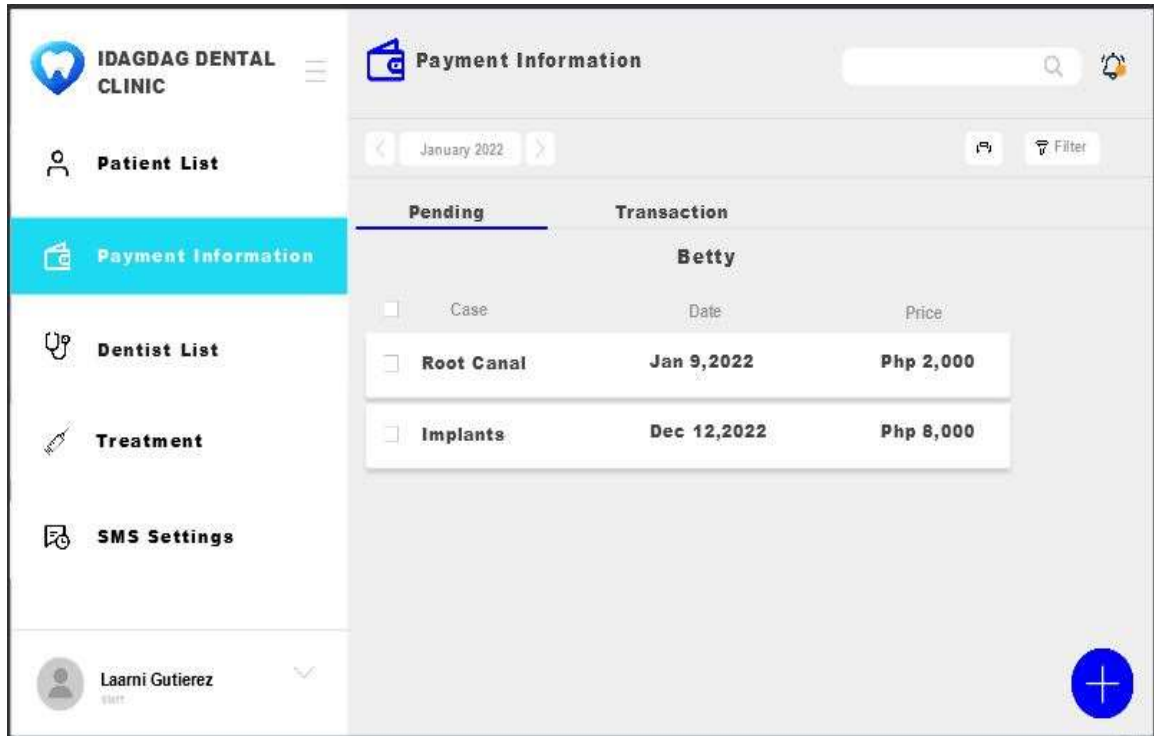 IDAGDAG DENTAL
CLINIC
Payment Information
Patient List
January 2022
Filter
Payment Information
Pending
Transaction
Betty
Case
Date
Price
Dentist List
Root Canal
Jan 9,2022
Php 2,000
Treatment
Implants
Dec 12,2022
Php 8,000
SMS Settings
Laarni Gutierez